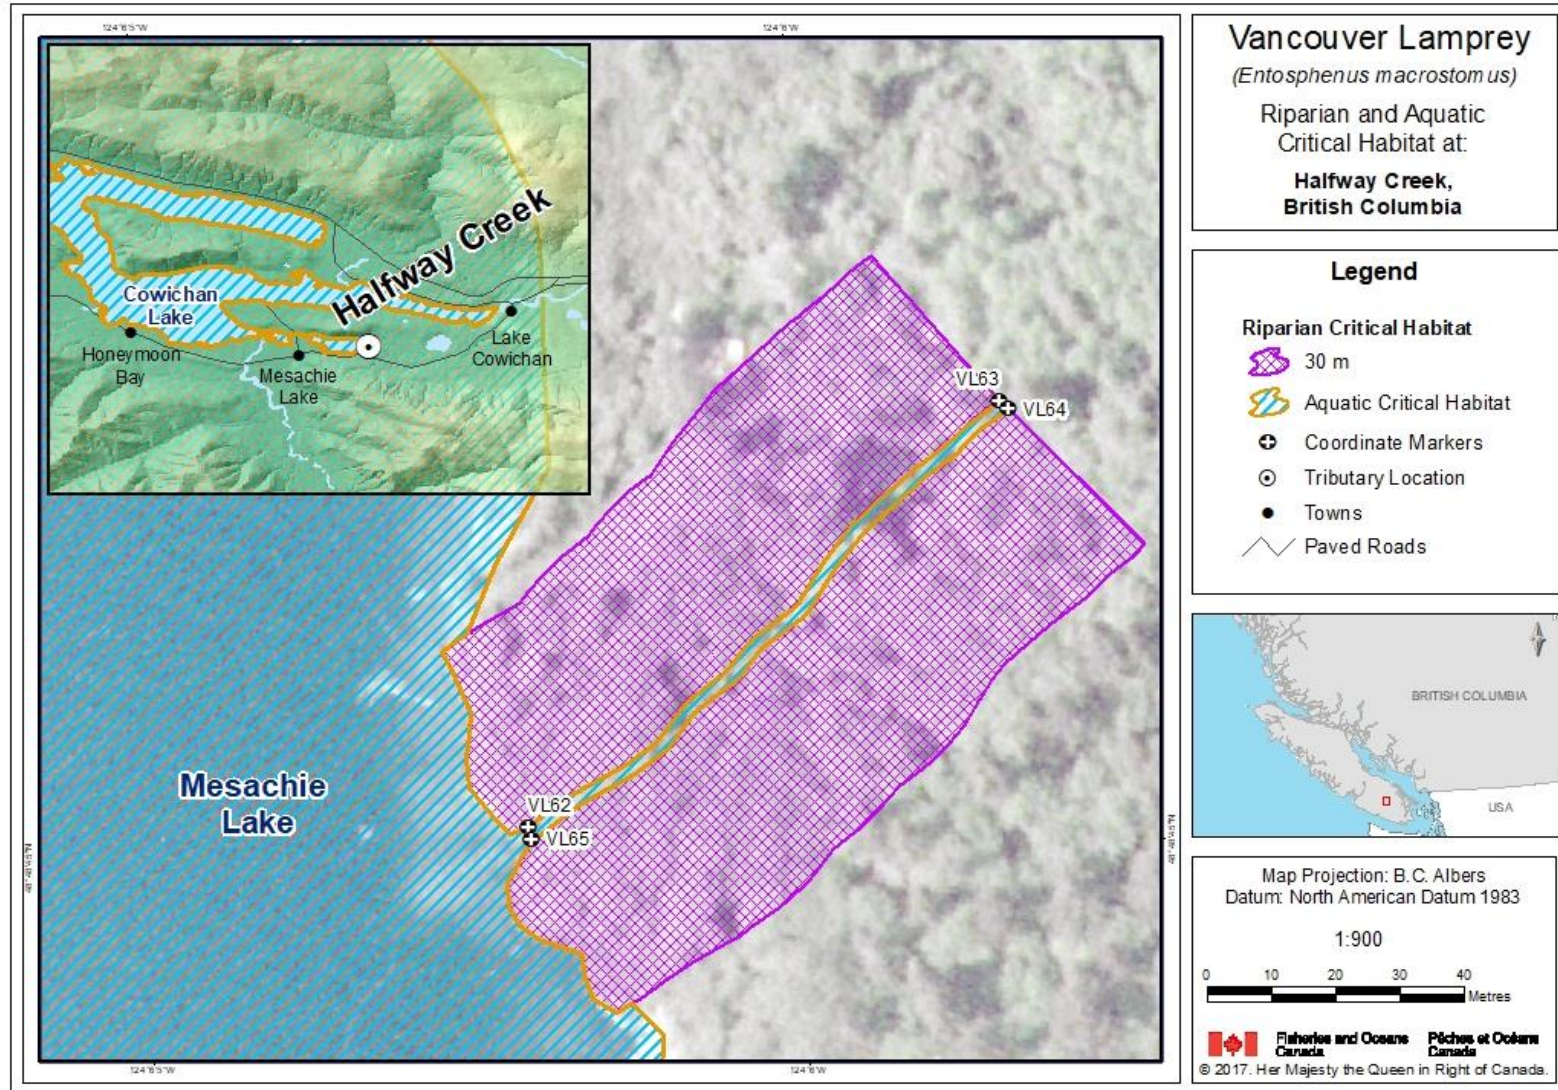 Vancouver Lamprey
(Entosphenus macrostomus)
Riparian and Aquatic
Critical Habitat at:
Halfway Creek,
British Columbia
Halfway Creek
Cowichan
Lake
Honeymoon
Bay
Mesachie
Lake
Lake
Cowichan
VL63
VL64
VL62
VL65
Mesachie
Lake
Legend
Riparian Critical Habitat
30 m
Aquatic Critical Habitat
Coordinate Markers
Tributary Location
Towns
Paved Roads
BRITISH COLUMBIA
USA
Map Projection: B.C. Albers
Datum: North American Datum 1983
1:900
0 10 20 30 40
Metres
Fisheries and Oceans
Canada
Pêches et Océans
Canada
© 2017. Her Majesty the Queen in Right of Canada.